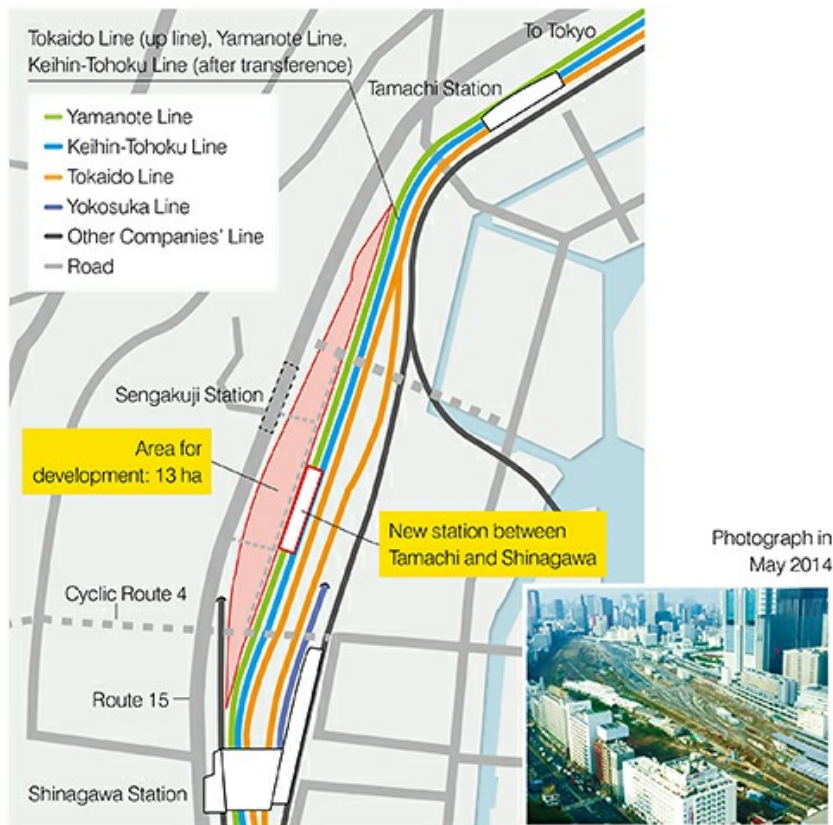 To Tokyo
Tokaido Line (up line), Yamanote Line,
Keihin-Tohoku Line (after transference)
Tamachi Station
Yamanote Line
Keihin-Tohoku Line
Tokaido Line
Yokosuka Line
Other Companies' Line
Road
Sengakuji Station
Area for
development: 13 ha
New station between
Tamachi and Shinagawa
Photograph in
May 2014
Cyclic Route 4
Route 15
Shinagawa Station